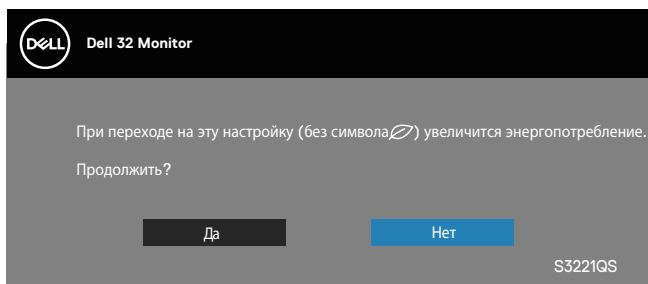 DELL
Dell 32 Monitor
При переходе на эту настройку (без символа) увеличится энергопотребление.
Продолжить?
Да
Нет
S3221QS